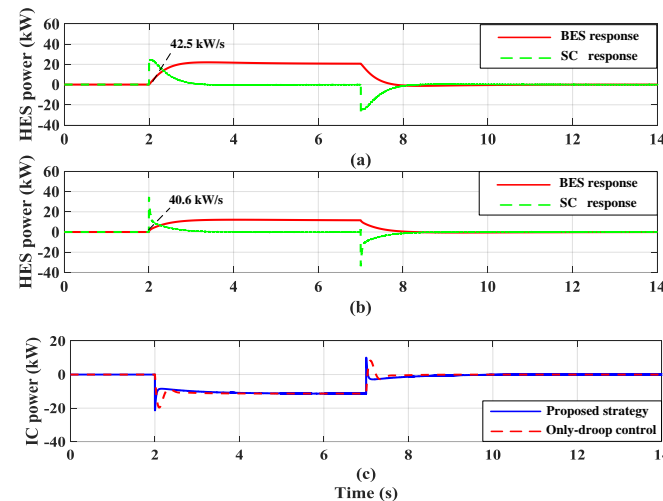 60
40
20
0
-20
-40
HES power (kW)
42.5 kW/s
BES response
SC response
0 2 4 6 8 10 12 14
(a)
60
40
20
0
-20
-40
HES power (kW)
40.6 kW/s
BES response
SC response
0 2 4 6 8 10 12 14
(b)
20
0
-20
-40
IC power (kW)
Proposed strategy
Only-droop control
0 2 4 6 8 10 12 14
(c)
Time (s)